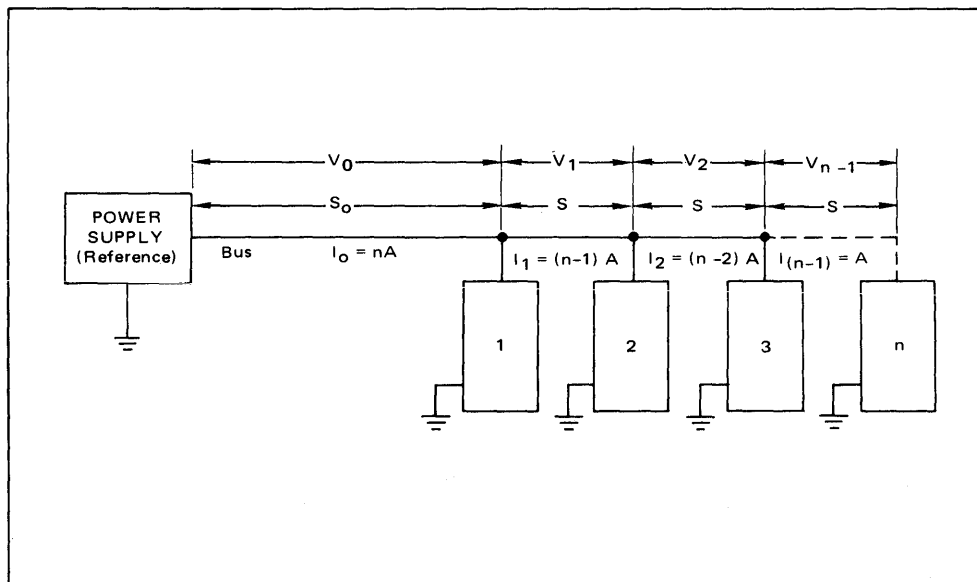 V₀ V₁ V₂ Vₙ₋₁
POWER
SUPPLY
(Reference)
S₀ S S S
Bus I₀ = nA I₁ = (n-1) A I₂ = (n-2) A I₍ₙ₋₁₎ = A
1 2 3 n